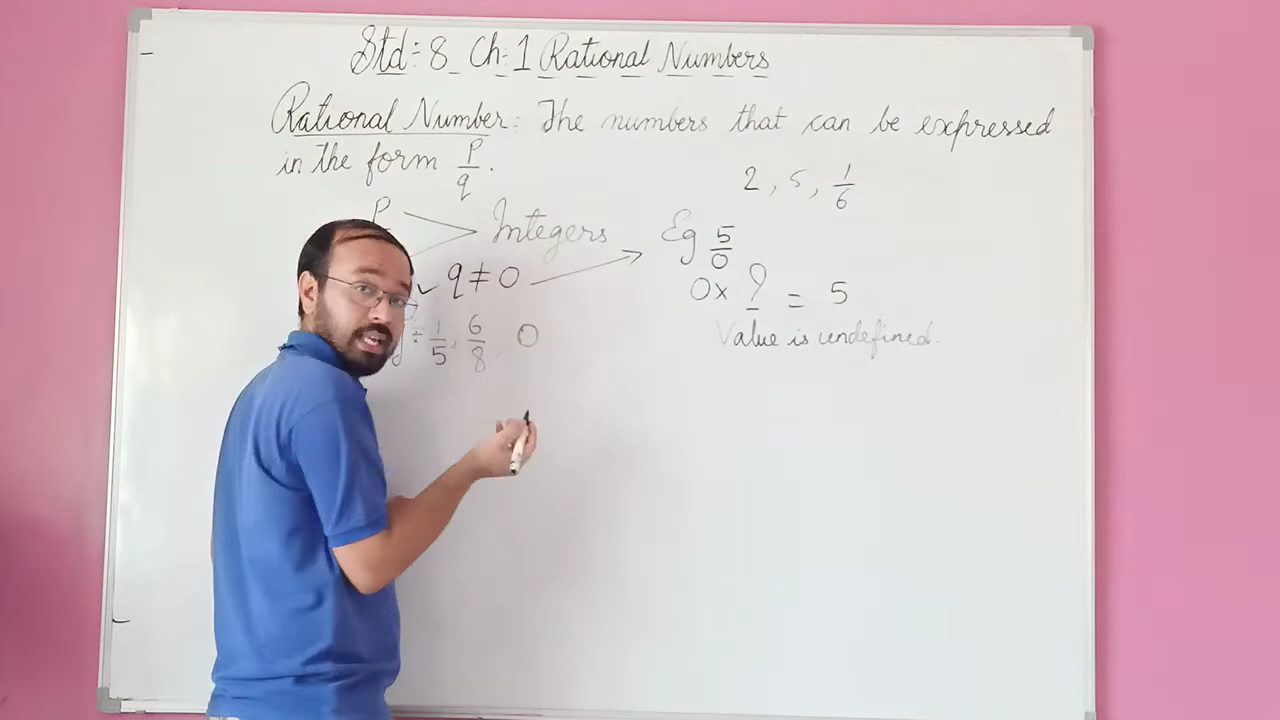 Std:- 8 Ch:1 Rational Numbers
Rational Number: The numbers that can be expressed
in the form p/q.
2, 5, 1/6
P
Integers
Eg 5/0
q ≠ 0
0x ? = 5
Value is undefined.
1/5, 6/8 0